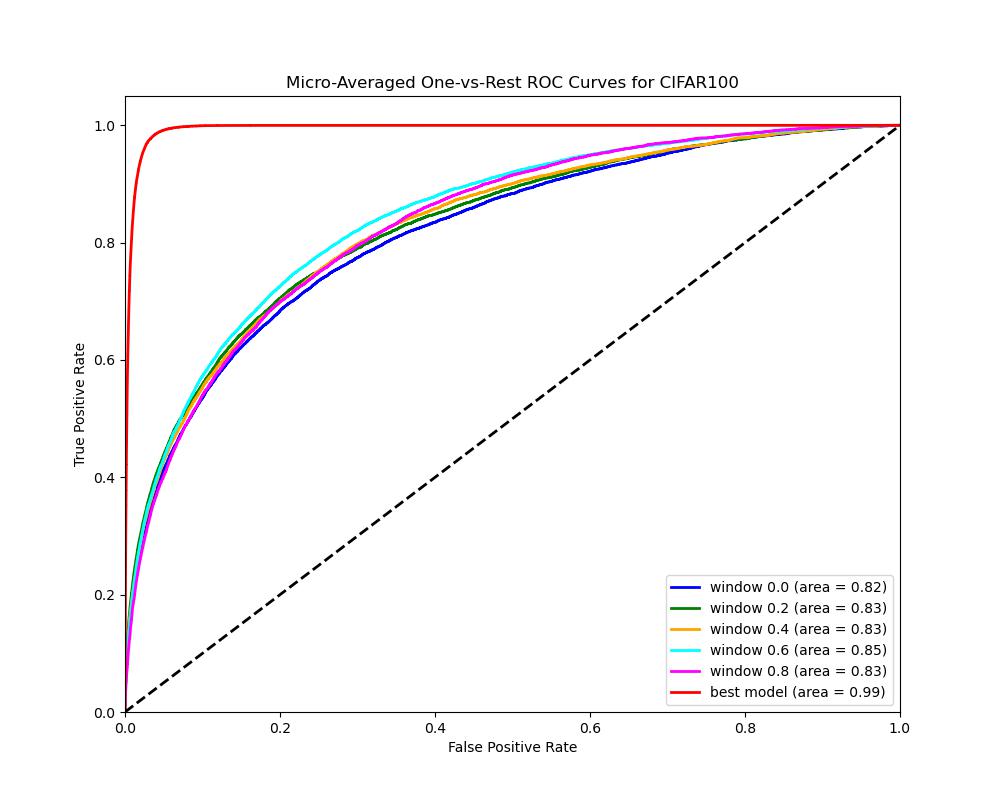 Micro-Averaged One-vs-Rest ROC Curves for CIFAR100
True Positive Rate
1.0
0.8
0.6
0.4
0.2
0.0
0.0 0.2 0.4 0.6 0.8 1.0
False Positive Rate
window 0.0 (area = 0.82)
window 0.2 (area = 0.83)
window 0.4 (area = 0.83)
window 0.6 (area = 0.85)
window 0.8 (area = 0.83)
best model (area = 0.99)